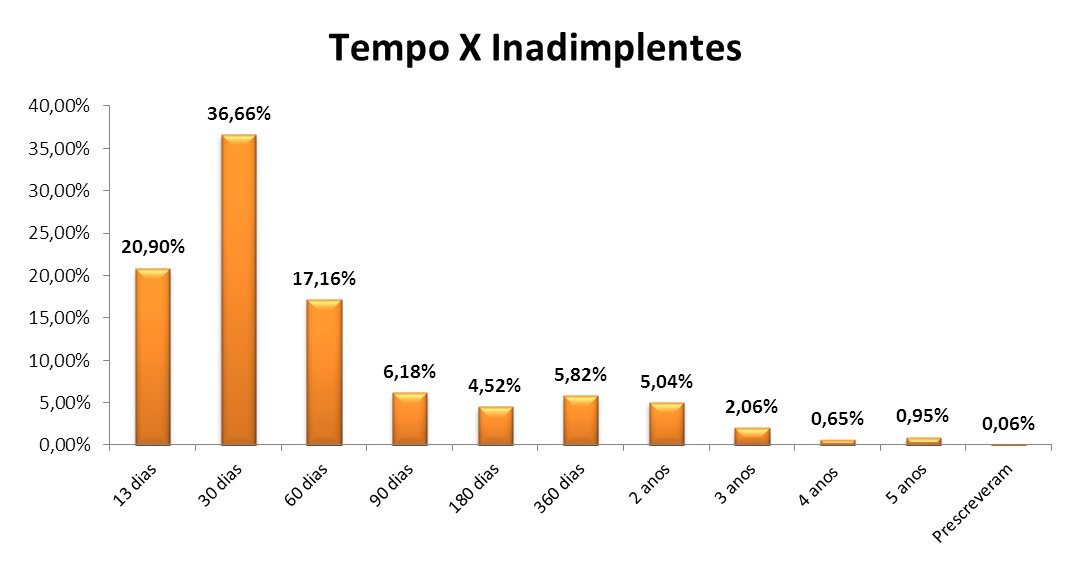 Tempo X Inadimplentes
40,00%
35,00%
30,00%
25,00%
20,00%
15,00%
10,00%
5,00%
0,00%
20,90%
36,66%
17,16%
6,18%
4,52%
5,82%
5,04%
2,06%
0,65%
0,95%
0,06%
13 dias
30 dias
60 dias
90 dias
180 dias
360 dias
2 anos
3 anos
4 anos
5 anos
Prescreveram